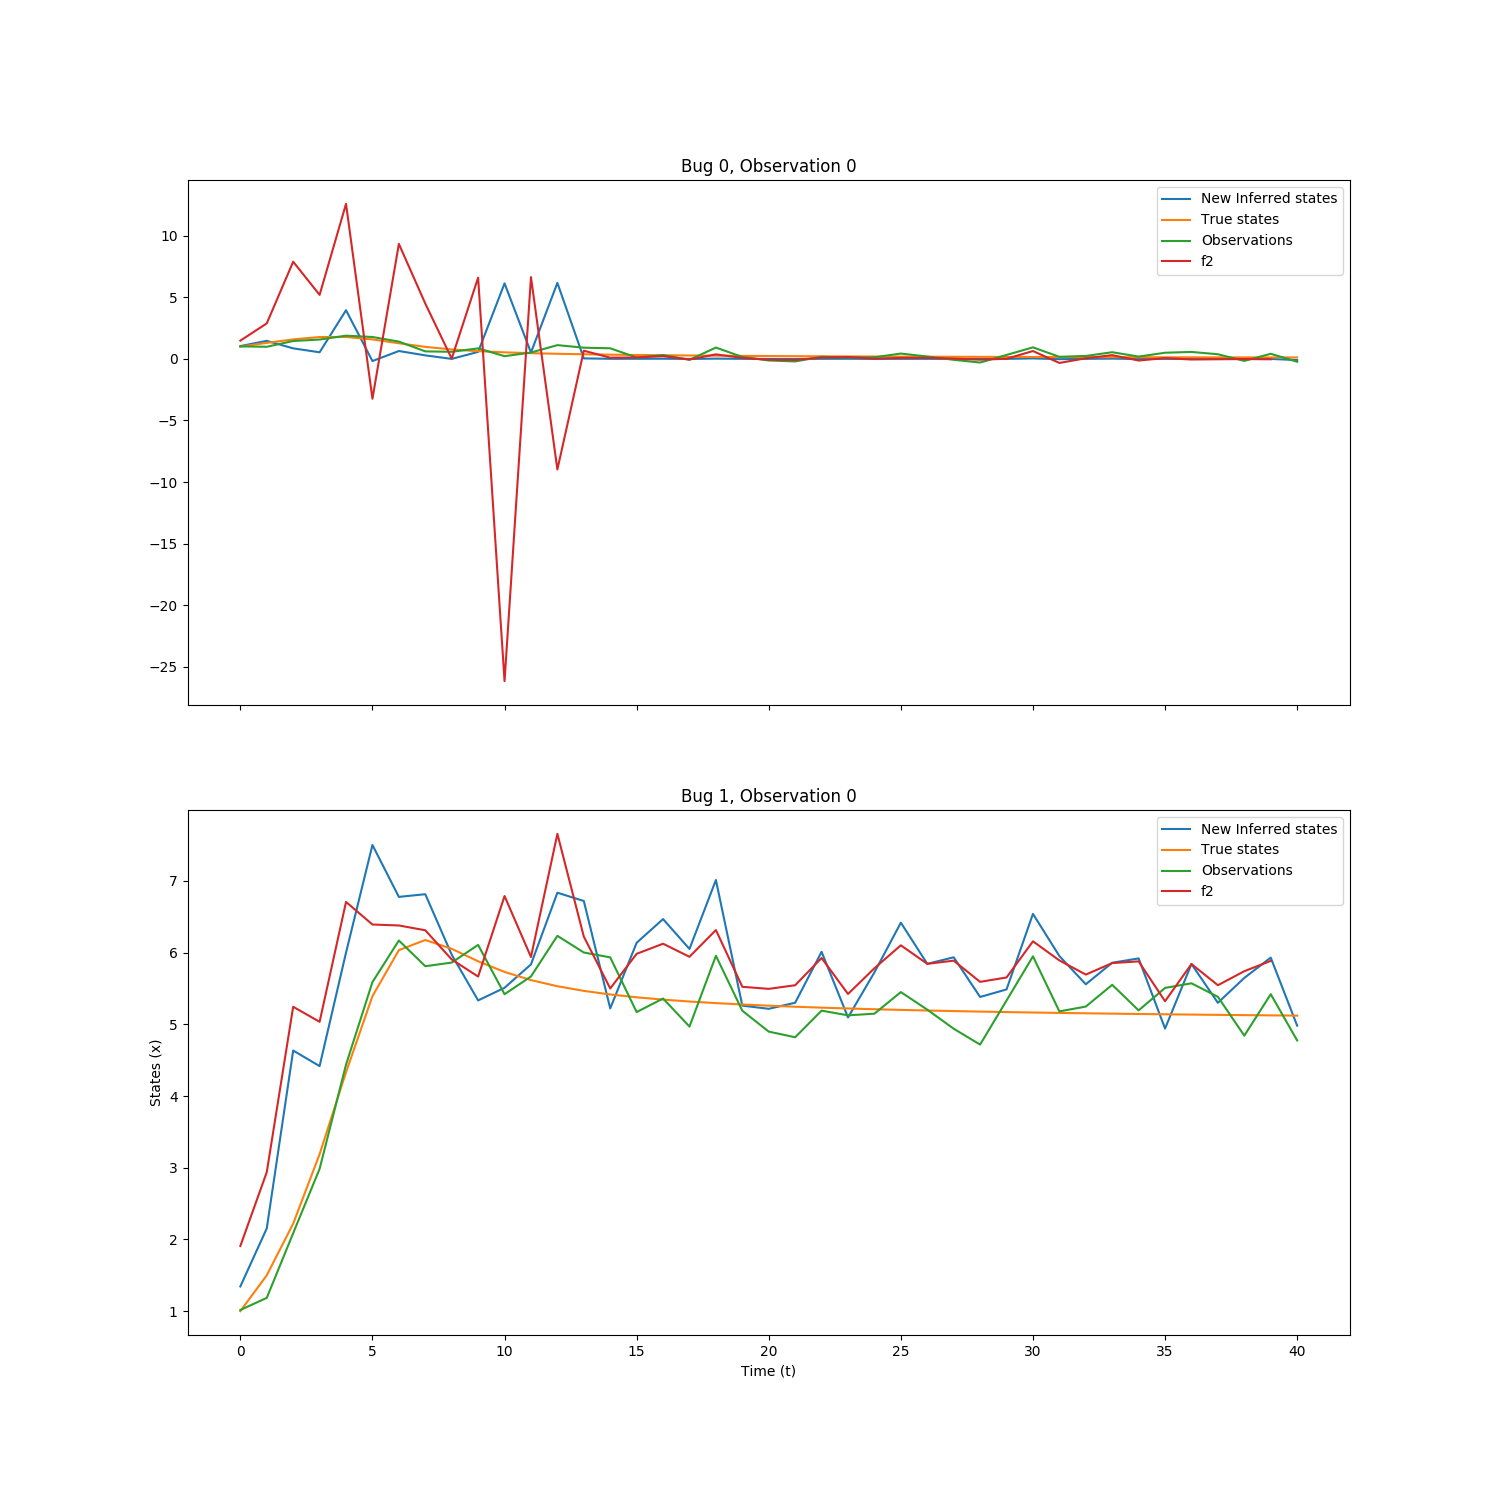 Bug 0, Observation 0
New Inferred states
True states
Observations
f2
10
5
0
−5
−10
−15
−20
−25
Bug 1, Observation 0
New Inferred states
True states
Observations
f2
7
6
5
4
3
2
1
States (x)
0 5 10 15 20 25 30 35 40
Time (t)